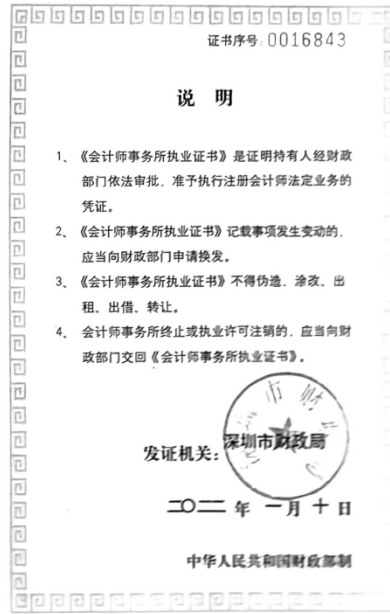 证书序号:0016843
说 明
1、《会计师事务所执业证书》是证明持有人经财政
部门依法审批,准予执行注册会计师法定业务的
凭证。
2、《会计师事务所执业证书》记载事项发生变动的,
应当向财政部门申请换发。
3、《会计师事务所执业证书》不得伪造、涂改、出
租、出借、转让。
4、会计师事务所终止或执业许可注销的,应当向财
政部门交回《会计师事务所执业证书》。
发证机关:深圳市财政局
二〇二二 年 一月 十 日
中华人民共和国财政部制